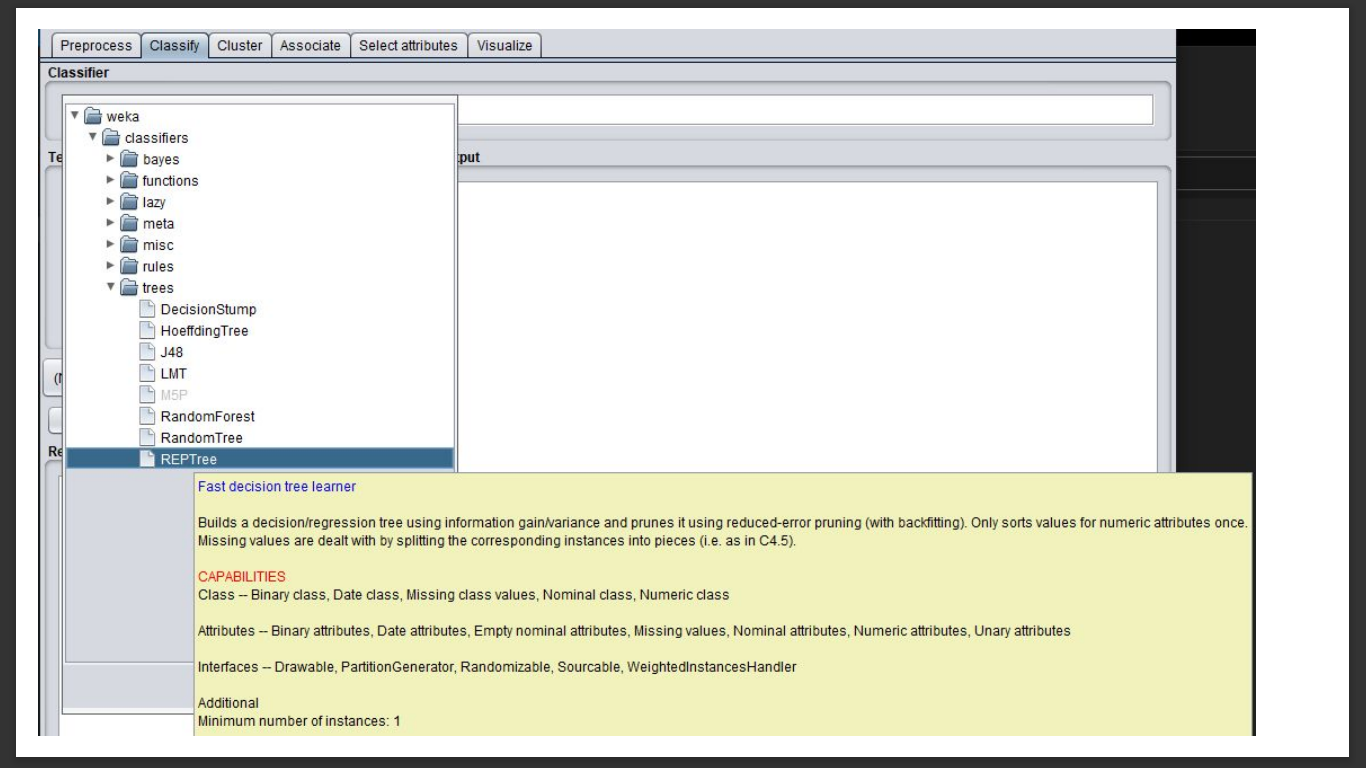 Preprocess Classify Cluster Associate Select attributes Visualize
Classifier
weka
classifiers
bayes
functions
lazy
meta
misc
rules
trees
DecisionStump
HoeffdingTree
J48
LMT
M5P
RandomForest
RandomTree
REPTree
Fast decision tree learner
Builds a decision/regression tree using information gain/variance and prunes it using reduced-error pruning (with backfitting). Only sorts values for numeric attributes once.
Missing values are dealt with by splitting the corresponding instances into pieces (i.e. as in C4.5).
CAPABILITIES
Class -- Binary class, Date class, Missing class values, Nominal class, Numeric class
Attributes -- Binary attributes, Date attributes, Empty nominal attributes, Missing values, Nominal attributes, Numeric attributes, Unary attributes
Interfaces -- Drawable, PartitionGenerator, Randomizable, Sourcable, WeightedInstancesHandler
Additional
Minimum number of instances: 1